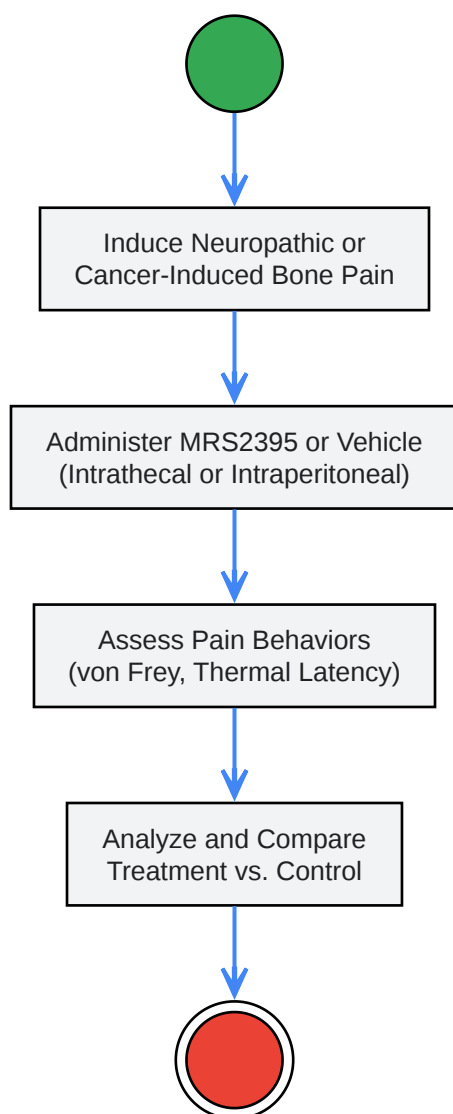 Induce Neuropathic or
Cancer-Induced Bone Pain
Administer MRS2395 or Vehicle
(Intrathecal or Intraperitoneal)
Assess Pain Behaviors
(von Frey, Thermal Latency)
Analyze and Compare
Treatment vs. Control